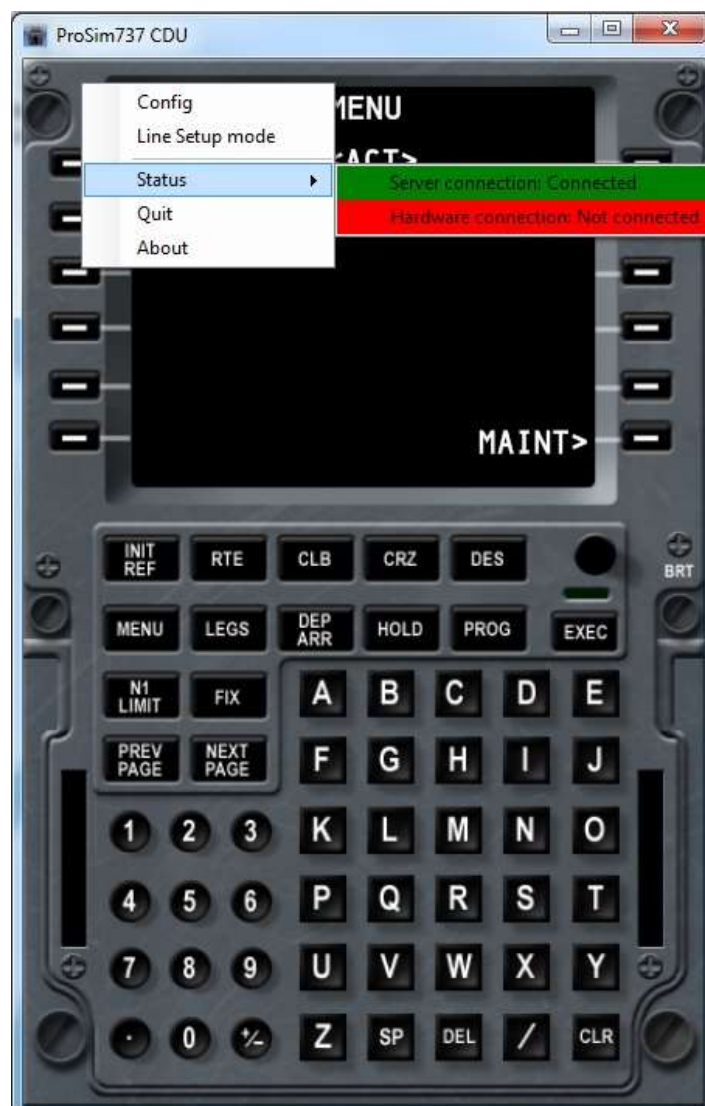 ProSim737 CDU
Config
MENU
Line Setup mode
<ACT>
Status
Server connection: Connected
Quit
Hardware connection: Not connected
About
MAINT>
INIT REF
RTE
CLB
CRZ
DES
BRT
MENU
LEGS
DEP ARR
HOLD
PROG
EXEC
N1 LIMIT
FIX
A B C D E
PREV PAGE
NEXT PAGE
F G H I J
1 2 3 K L M N O
4 5 6 P Q R S T
7 8 9 U V W X Y
. 0 +/- Z SP DEL / CLR